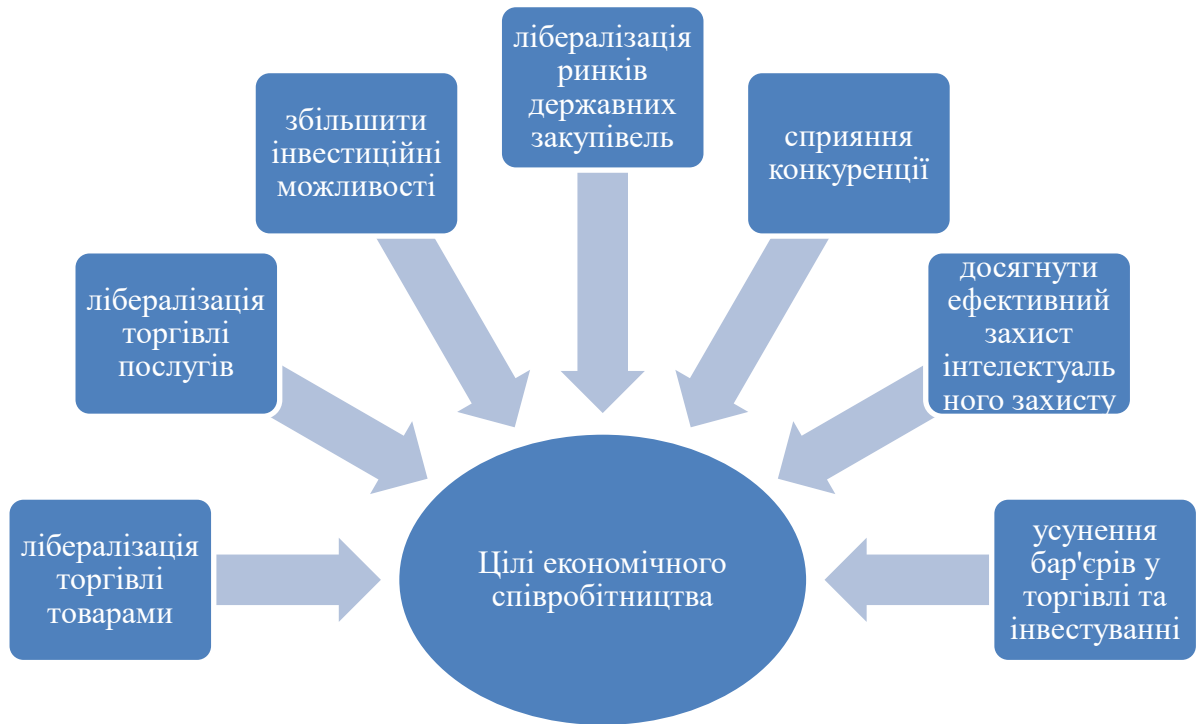 лібералізація
торгівлі
товарами
лібералізація
торгівлі
послугів
збільшити
інвестиційні
можливості
лібералізація
ринків
державних
закупівель
сприяння
конкуренції
досягнути
ефективний
захист
інтелектуаль
ного захисту
усунення
бар'єрів у
торгівлі та
інвестуванні
Цілі економічного
співробітництва